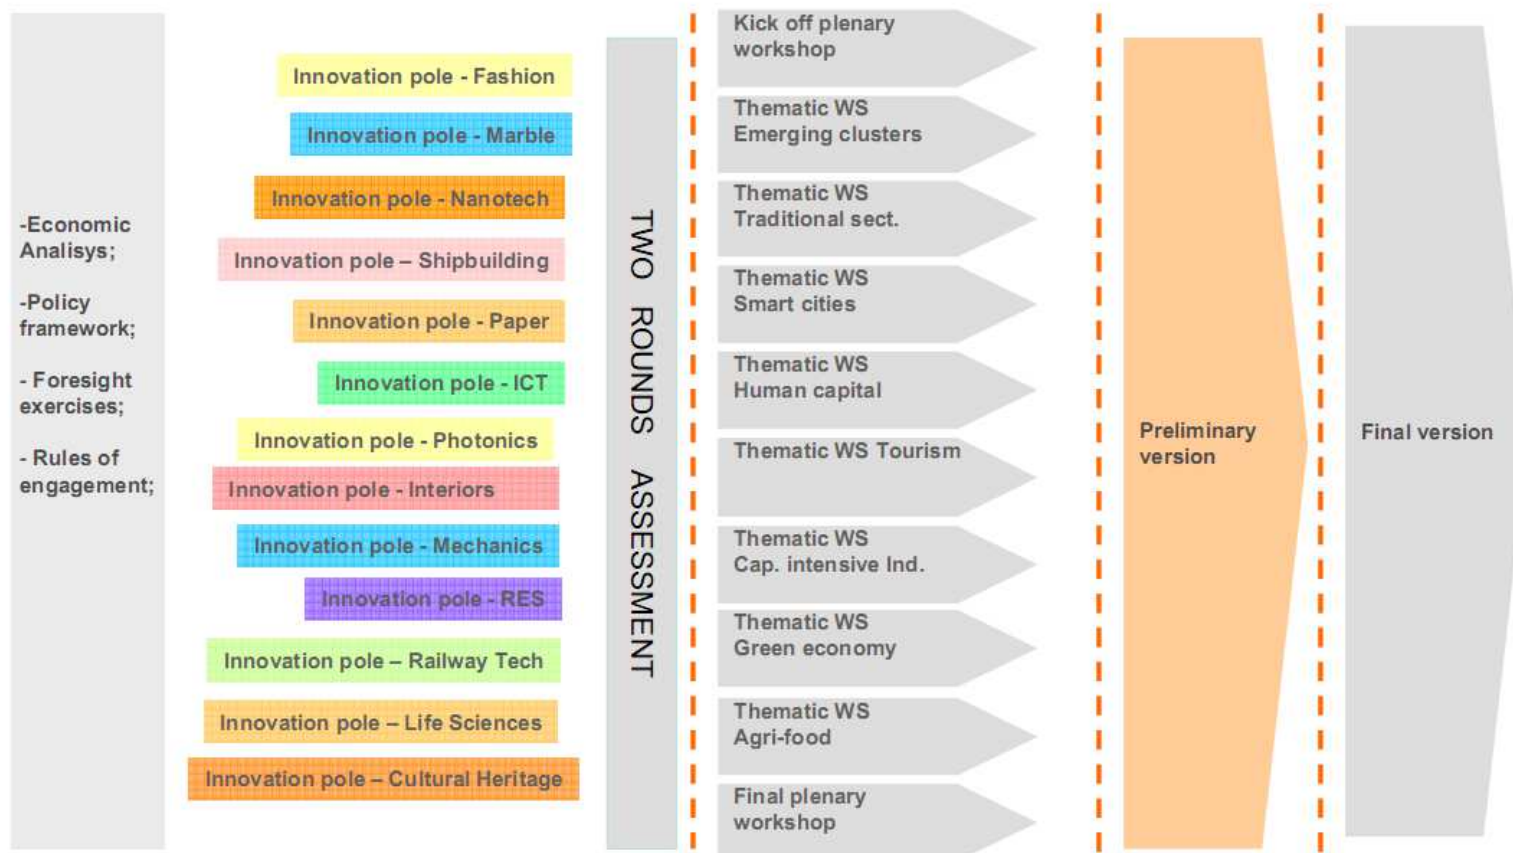 -Economic
Analisys;
-Policy
framework;
- Foresight
exercises;
- Rules of
engagement;
Innovation pole - Fashion
Innovation pole - Marble
Innovation pole - Nanotech
Innovation pole – Shipbuilding
Innovation pole - Paper
Innovation pole - ICT
Innovation pole - Photonics
Innovation pole - Interiors
Innovation pole - Mechanics
Innovation pole - RES
Innovation pole – Railway Tech
Innovation pole – Life Sciences
Innovation pole – Cultural Heritage
TWO ROUNDS ASSESSMENT
Kick off plenary
workshop
Thematic WS
Emerging clusters
Thematic WS
Traditional sect.
Thematic WS
Smart cities
Thematic WS
Human capital
Thematic WS Tourism
Thematic WS
Cap. intensive Ind.
Thematic WS
Green economy
Thematic WS
Agri-food
Final plenary
workshop
Preliminary
version
Final version